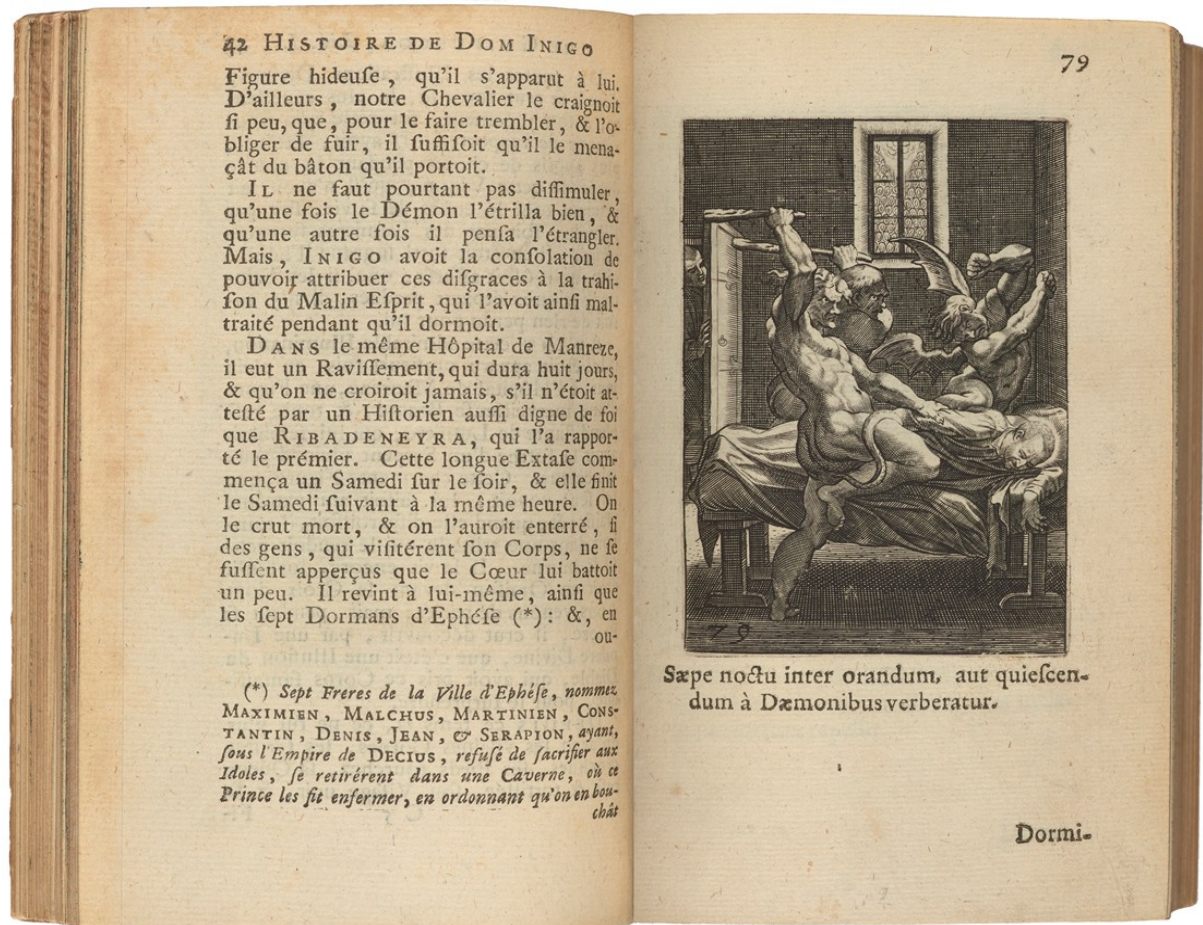 42 HISTOIRE DE DOM INIGO
Figure hideuſe, qu'il s'apparut à lui.
D'ailleurs, notre Chevalier le craignoit
ſi peu, que, pour le faire trembler, & l'o-
bliger de fuir, il ſuffiſoit qu'il le mena-
çât du bâton qu'il portoit.
IL ne faut pourtant pas diſſimuler,
qu'une fois le Démon l'étrilla bien, &
qu'une autre fois il penſa l'étrangler.
Mais, INIGO avoit la conſolation de
pouvoir attribuer ces diſgraces à la trahi-
ſon du Malin Eſprit, qui l'avoit ainſi mal-
traité pendant qu'il dormoit.
DANS le même Hôpital de Manreze,
il eut un Raviſſement, qui dura huit jours,
& qu'on ne croiroit jamais, s'il n'étoit at-
teſté par un Hiſtorien auſſi digne de foi
que RIBADENEYRA, qui l'a rappor-
té le prémier. Cette longue Extaſe com-
mença un Samedi ſur le ſoir, & elle finit
le Samedi ſuivant à la même heure. On
le crut mort, & on l'auroit enterré, ſi
des gens, qui viſitérent ſon Corps, ne ſe
fuſſent apperçus que le Cœur lui battoit
un peu. Il revint à lui-même, ainſi que
les ſept Dormans d'Ephéſe (*): &, en
ou-
(*) Sept Freres de la Ville d'Ephéſe, nommez
MAXIMIEN, MALCHUS, MARTINIEN, CONS-
TANTIN, DENIS, JEAN, & SERAPION, ayant,
ſous l'Empire de DECIUS, refuſé de ſacrifier aux
Idoles, ſe retirérent dans une Caverne, où ce
Prince les fit enfermer, en ordonnant qu'on en bou-
chât
79
79
Sæpe noctu inter orandum, aut quieſcen-
dum à Dæmonibus verberatur.
Dormi-